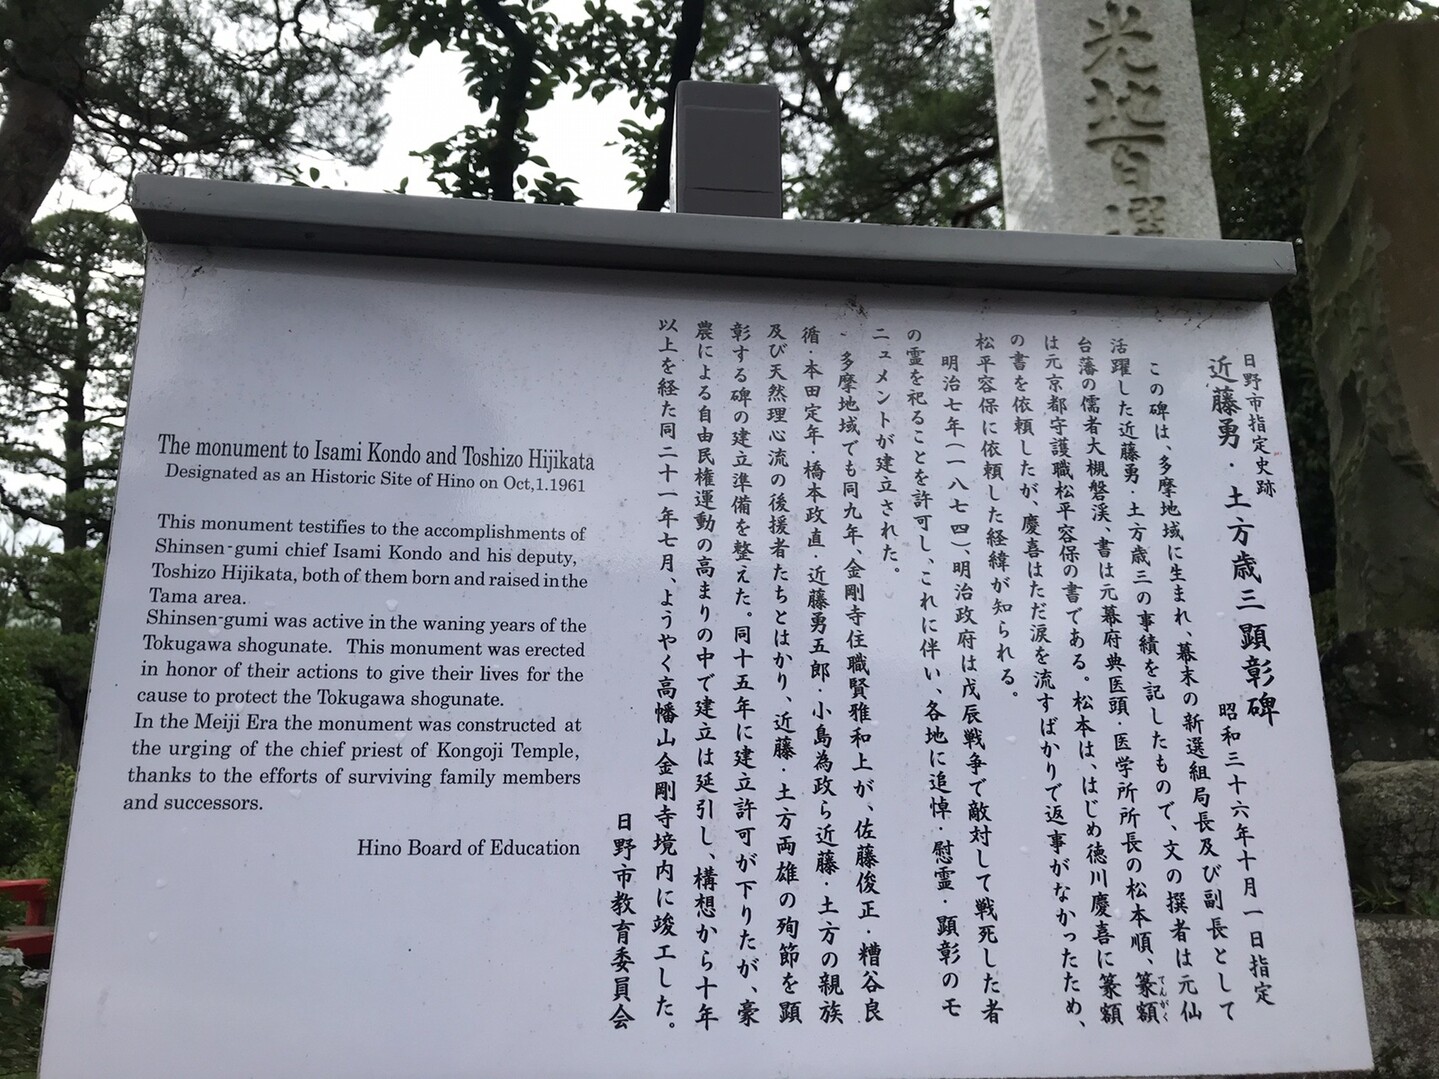 光地百選
日野市指定史跡
近藤勇・土方歳三顕彰碑
昭和三十六年十月一日指定
この碑は、多摩地域に生まれ、幕末の新選組局長及び副長として
活躍した近藤勇・土方歳三の事績を記したもので、文の撰者は元仙
台藩の儒者大槻磐渓、書は元幕府典医頭・医学所所長の松本順、篆額
てんがく
は元京都守護職松平容保の書である。松本は、はじめ徳川慶喜に篆額
の書を依頼したが、慶喜はただ涙を流すばかりで返事がなかったため、
松平容保に依頼した経緯が知られる。
明治七年(一八七四)、明治政府は戊辰戦争で敵対して戦死した者
の霊を祀ることを許可し、これに伴い、各地に追悼・慰霊・顕彰のモ
ニュメントが建立された。
多摩地域でも同九年、金剛寺住職賢雅和上が、佐藤俊正・糟谷良
循・本田定年・橋本政直・近藤勇五郎・小島為政ら近藤・土方の親族
及び天然理心流の後援者たちとはかり、近藤・土方両雄の殉節を顕
彰する碑の建立準備を整えた。同十五年に建立許可が下りたが、豪
農による自由民権運動の高まりの中で建立は延引し、構想から十年
以上を経た同二十一年七月、ようやく高幡山金剛寺境内に竣工した。
日野市教育委員会
The monument to Isami Kondo and Toshizo Hijikata
Designated as an Historic Site of Hino on Oct,1.1961
This monument testifies to the accomplishments of
Shinsen-gumi chief Isami Kondo and his deputy,
Toshizo Hijikata, both of them born and raised in the
Tama area.
Shinsen-gumi was active in the waning years of the
Tokugawa shogunate. This monument was erected
in honor of their actions to give their lives for the
cause to protect the Tokugawa shogunate.
In the Meiji Era the monument was constructed at
the urging of the chief priest of Kongoji Temple,
thanks to the efforts of surviving family members
and successors.
Hino Board of Education